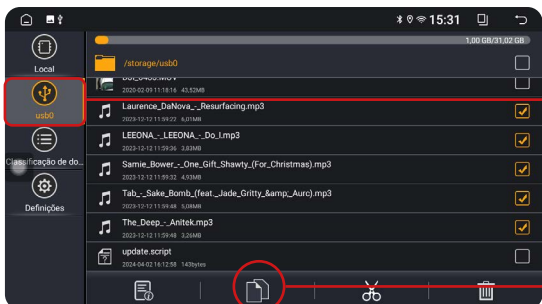 15:31
1,00 GB/31,02 GB
Local
/storage/usb0
2020-02-09 11:18:16 43,52MB
usb0
Laurence_DaNova_-_Resurfacing.mp3
2023-12-12 11:59:22 6,01MB
LEEONA_-_LEEONA_-_Do_I.mp3
2023-12-12 11:59:36 3,83MB
Classificação de do...
Samie_Bower_-_One_Gift_Shawty_(For_Christmas).mp3
2023-12-12 11:59:32 4,93MB
Definições
Tab_-_Sake_Bomb_(feat._Jade_Gritty_&amp;_Aurc).mp3
2023-12-12 11:59:48 5,08MB
The_Deep_-_Anitek.mp3
2023-12-12 11:59:48 3,26MB
update.script
2024-04-02 16:12:58 143bytes